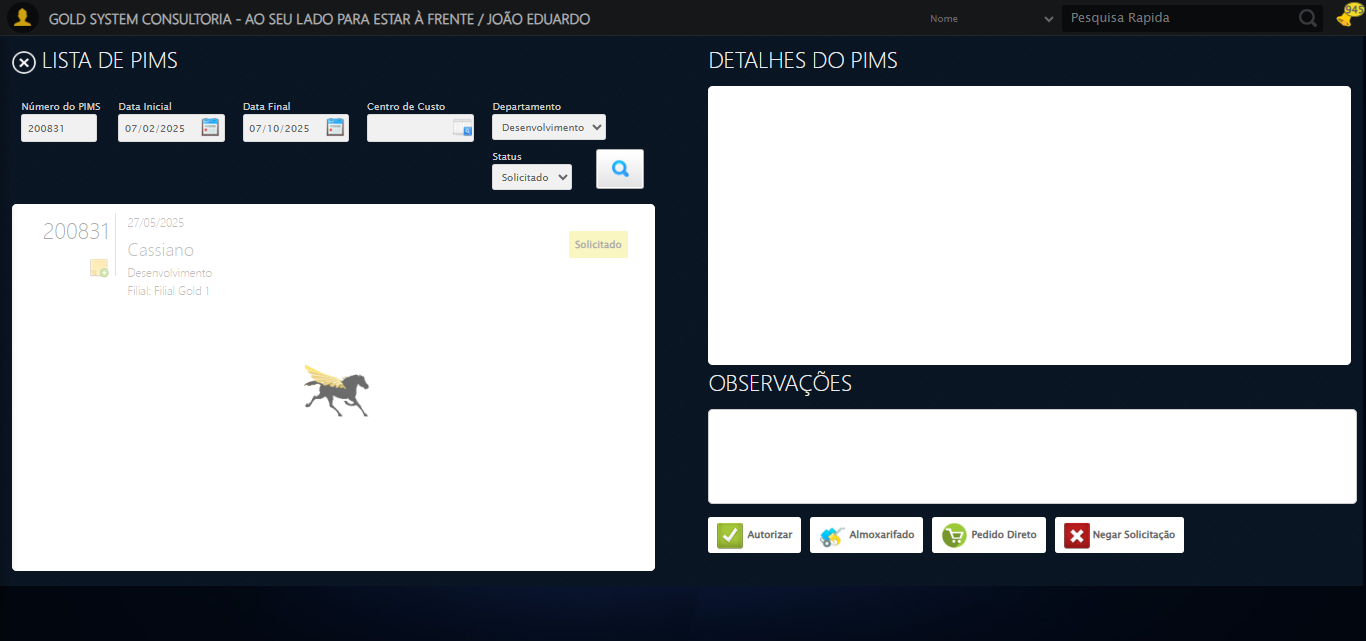 GOLD SYSTEM CONSULTORIA - AO SEU LADO PARA ESTAR À FRENTE / JOÃO EDUARDO
Nome
Pesquisa Rapida
945
LISTA DE PIMS
Número do PIMS
Data Inicial
Data Final
Centro de Custo
Departamento
200831
07/02/2025
07/10/2025
Desenvolvimento
Status
Solicitado
200831
27/05/2025
Cassiano
Desenvolvimento
Filial: Filial Gold 1
Solicitado
DETALHES DO PIMS
OBSERVAÇÕES
Autorizar
Almoxarifado
Pedido Direto
Negar Solicitação